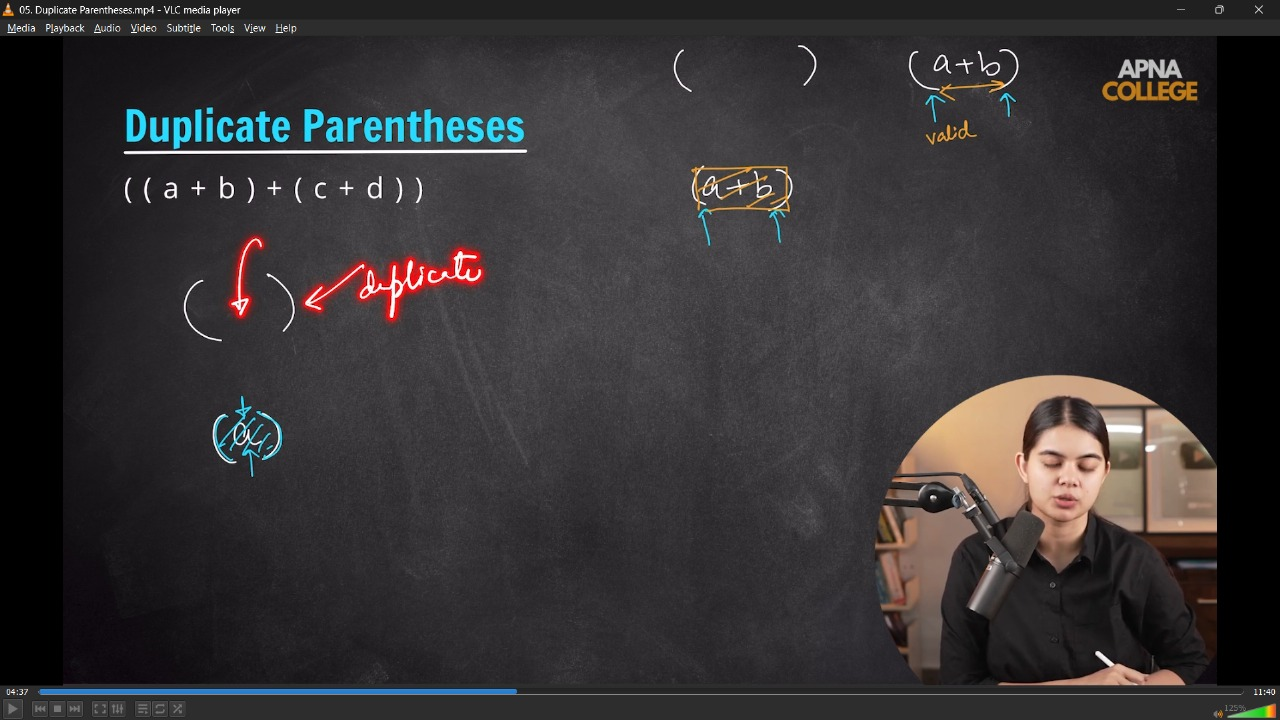 05. Duplicate Parentheses.mp4 - VLC media player
Media Playback Audio Video Subtitle Tools View Help
( ) (a+b)
valid
APNA
COLLEGE
Duplicate Parentheses
((a+b)+(c+d))
(a+b)
( ) duplicate
(a)
04:37 11:40
125%